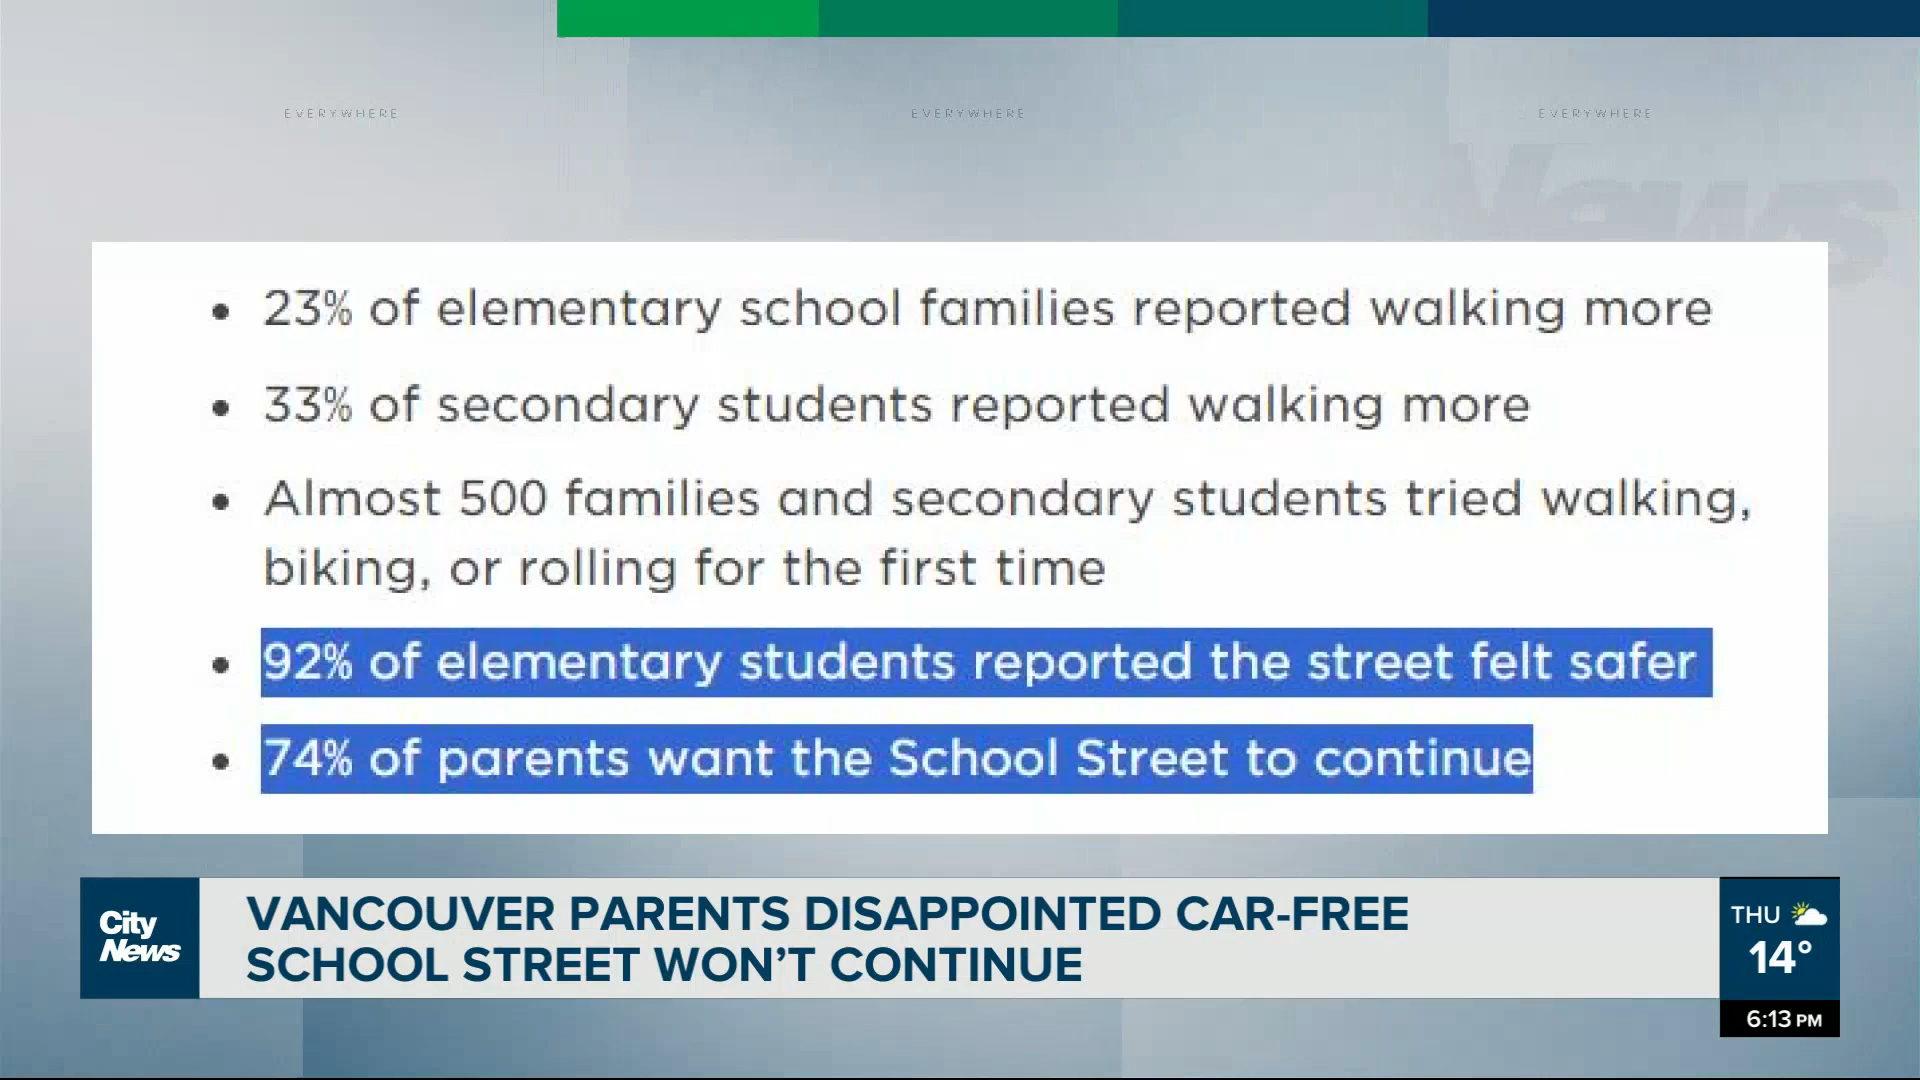 EVERYWHERE EVERYWHERE EVERYWHERE
News
• 23% of elementary school families reported walking more
• 33% of secondary students reported walking more
• Almost 500 families and secondary students tried walking,
biking, or rolling for the first time
• 92% of elementary students reported the street felt safer
• 74% of parents want the School Street to continue
City
News
VANCOUVER PARENTS DISAPPOINTED CAR-FREE
SCHOOL STREET WON'T CONTINUE
THU
14°
6:13 PM